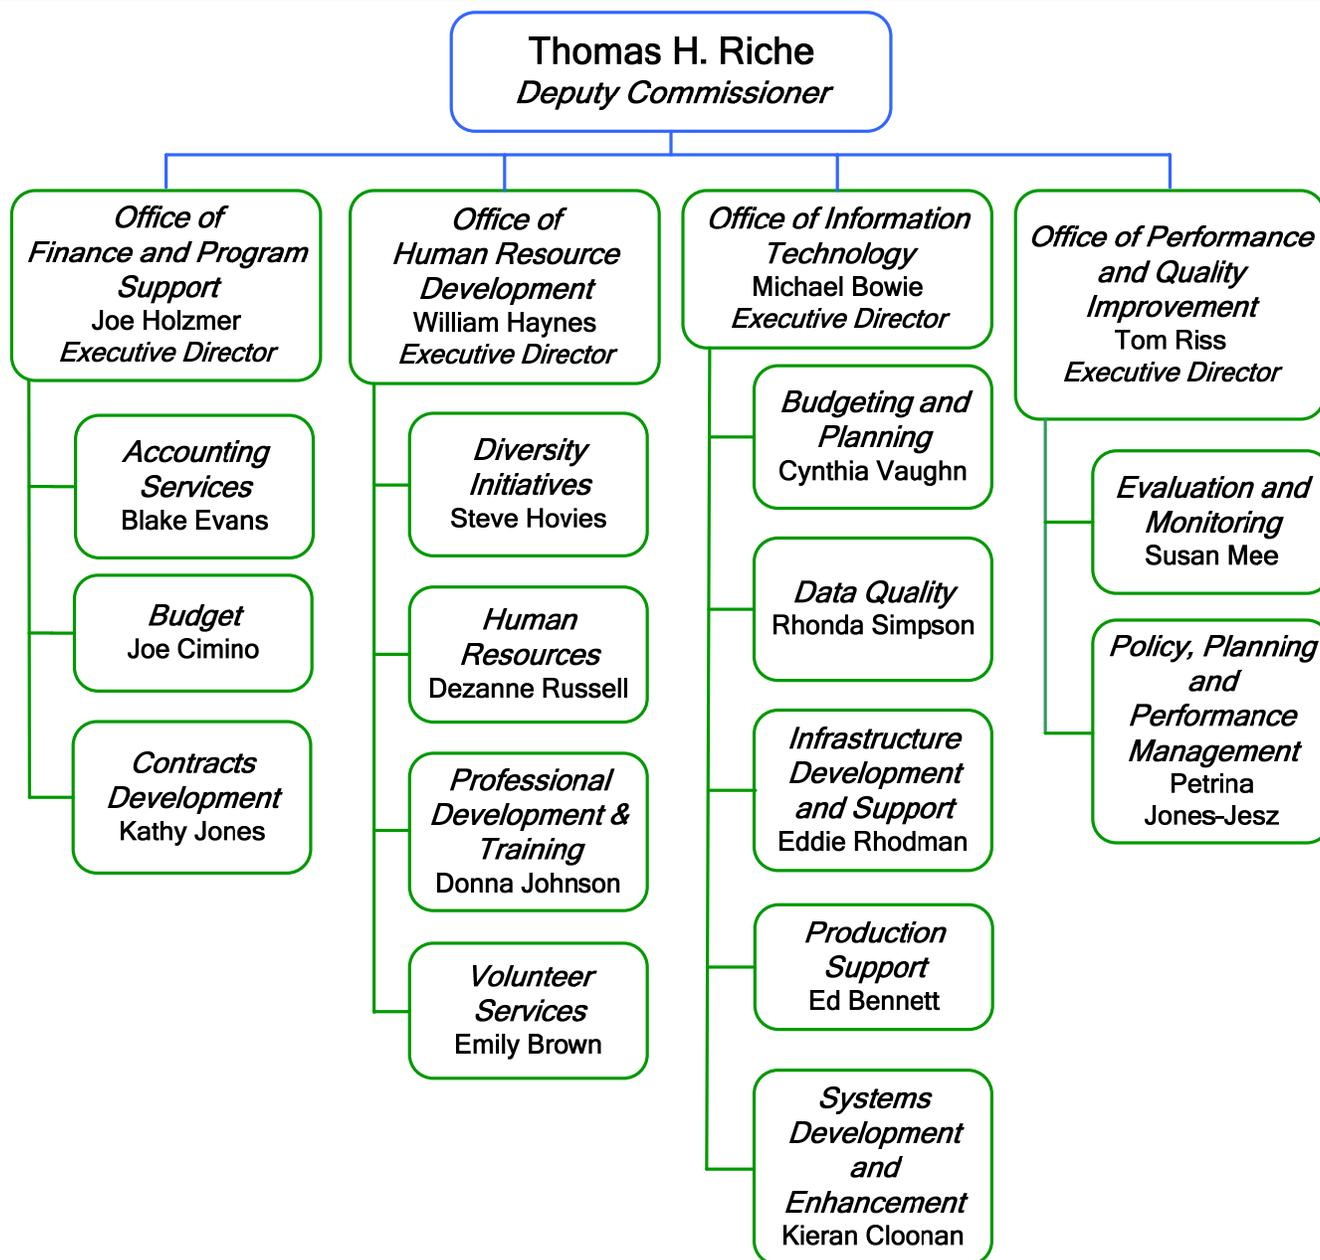 Thomas H. Riche
Deputy Commissioner
Office of
Finance and Program
Support
Joe Holzmer
Executive Director
Accounting
Services
Blake Evans
Budget
Joe Cimino
Contracts
Development
Kathy Jones
Office of
Human Resource
Development
William Haynes
Executive Director
Diversity
Initiatives
Steve Hovies
Human
Resources
Dezanne Russell
Professional
Development &
Training
Donna Johnson
Volunteer
Services
Emily Brown
Office of Information
Technology
Michael Bowie
Executive Director
Budgeting and
Planning
Cynthia Vaughn
Data Quality
Rhonda Simpson
Infrastructure
Development
and Support
Eddie Rhodman
Production
Support
Ed Bennett
Systems
Development
and
Enhancement
Kieran Cloonan
Office of Performance
and Quality
Improvement
Tom Riss
Executive Director
Evaluation and
Monitoring
Susan Mee
Policy, Planning
and
Performance
Management
Petrina
Jones-Jesz